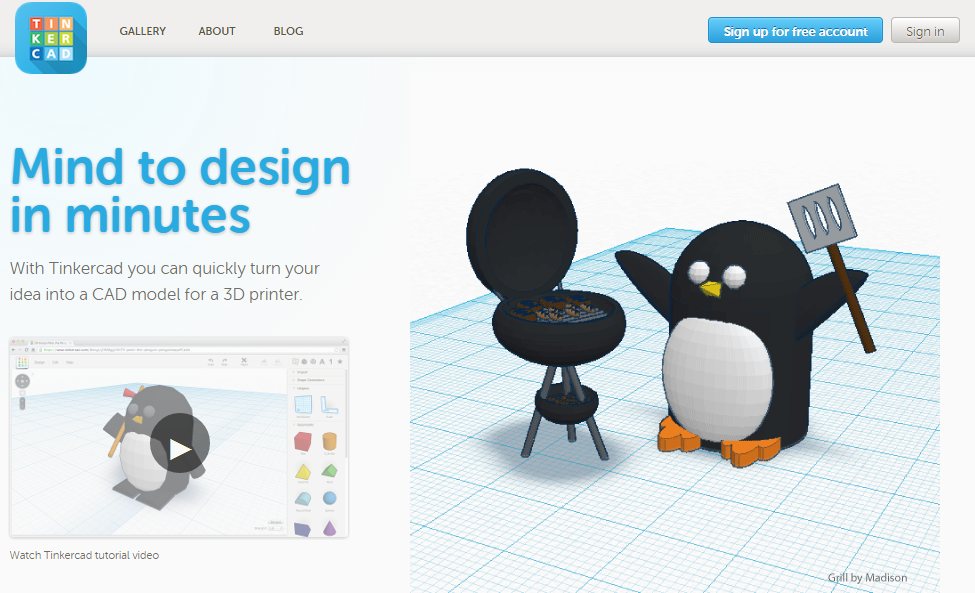 TIN
KER
CAD
GALLERY
ABOUT
BLOG
Sign up for free account
Sign in
Mind to design
in minutes
With Tinkercad you can quickly turn your
idea into a CAD model for a 3D printer.
Watch Tinkercad tutorial video
Grill by Madison